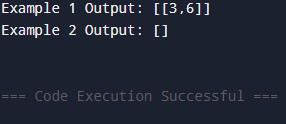 Example 1 Output: [[3,6]]
Example 2 Output: []
=== Code Execution Successful ===